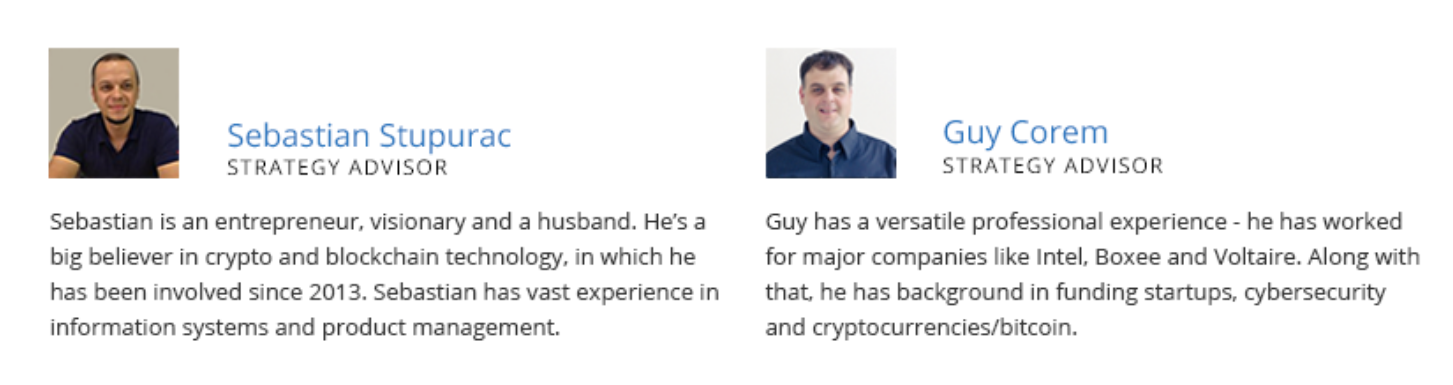 Sebastian Stupurac
STRATEGY ADVISOR
Sebastian is an entrepreneur, visionary and a husband. He’s a
big believer in crypto and blockchain technology, in which he
has been involved since 2013. Sebastian has vast experience in
information systems and product management.
Guy Corem
STRATEGY ADVISOR
Guy has a versatile professional experience - he has worked
for major companies like Intel, Boxee and Voltaire. Along with
that, he has background in funding startups, cybersecurity
and cryptocurrencies/bitcoin.